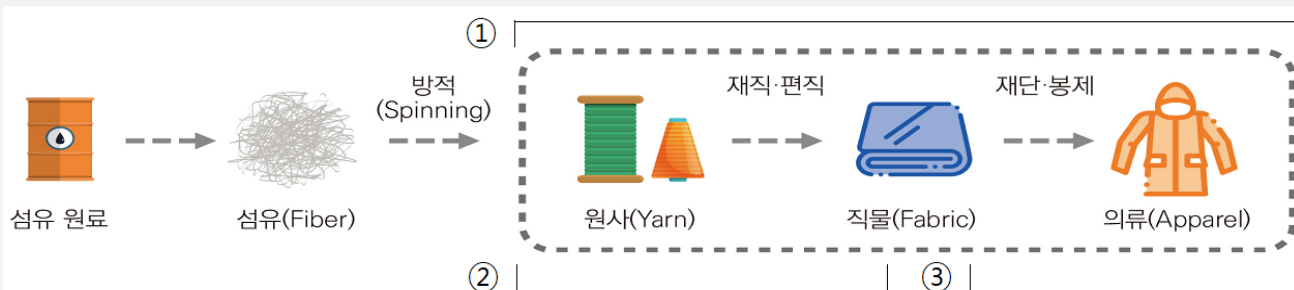 ①
방적
(Spinning)
재직·편직
재단·봉제
섬유 원료
섬유(Fiber)
원사(Yarn)
직물(Fabric)
의류(Apparel)
②
③